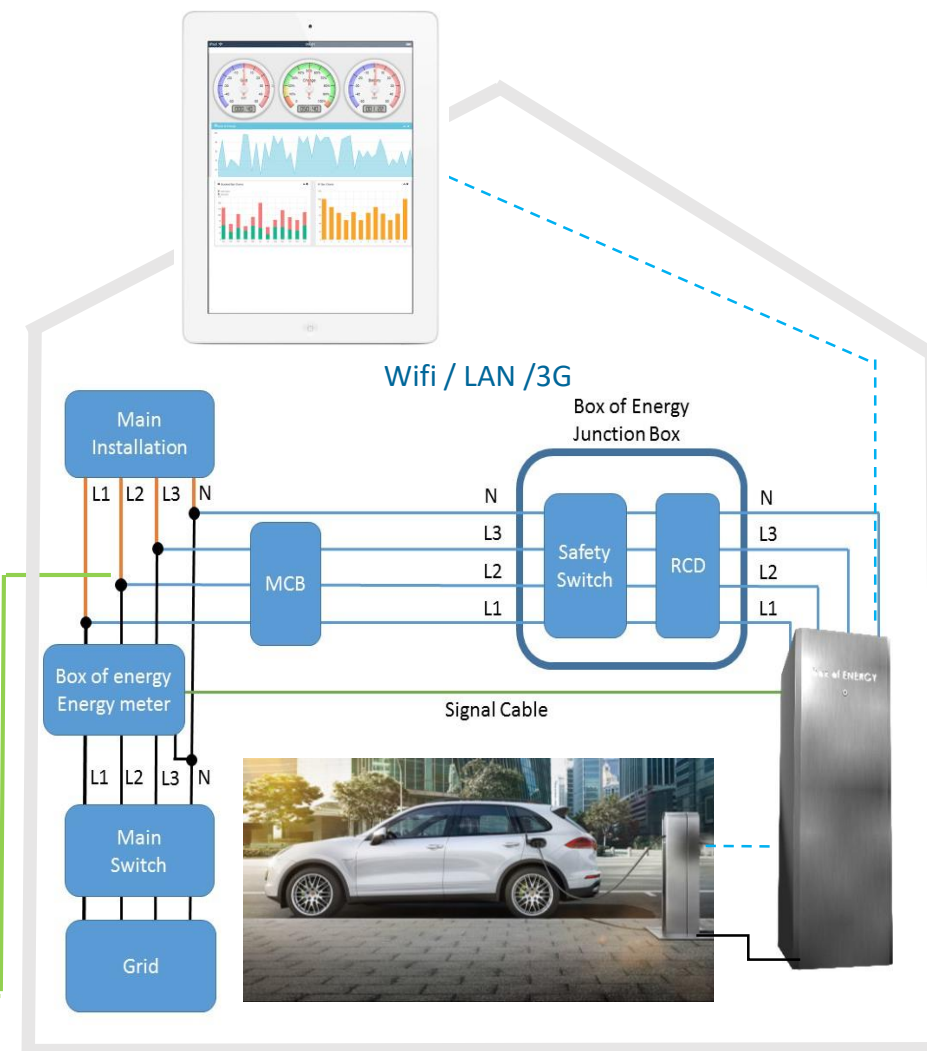 Wifi / LAN /3G
Main
Installation
Box of Energy
Junction Box
L1
L2
L3
N
N
L3
L2
L1
MCB
Safety
Switch
RCD
N
L3
L2
L1
Box of energy
Energy meter
Signal Cable
Box of ENERGY
L1
L2
L3
N
Main
Switch
Grid